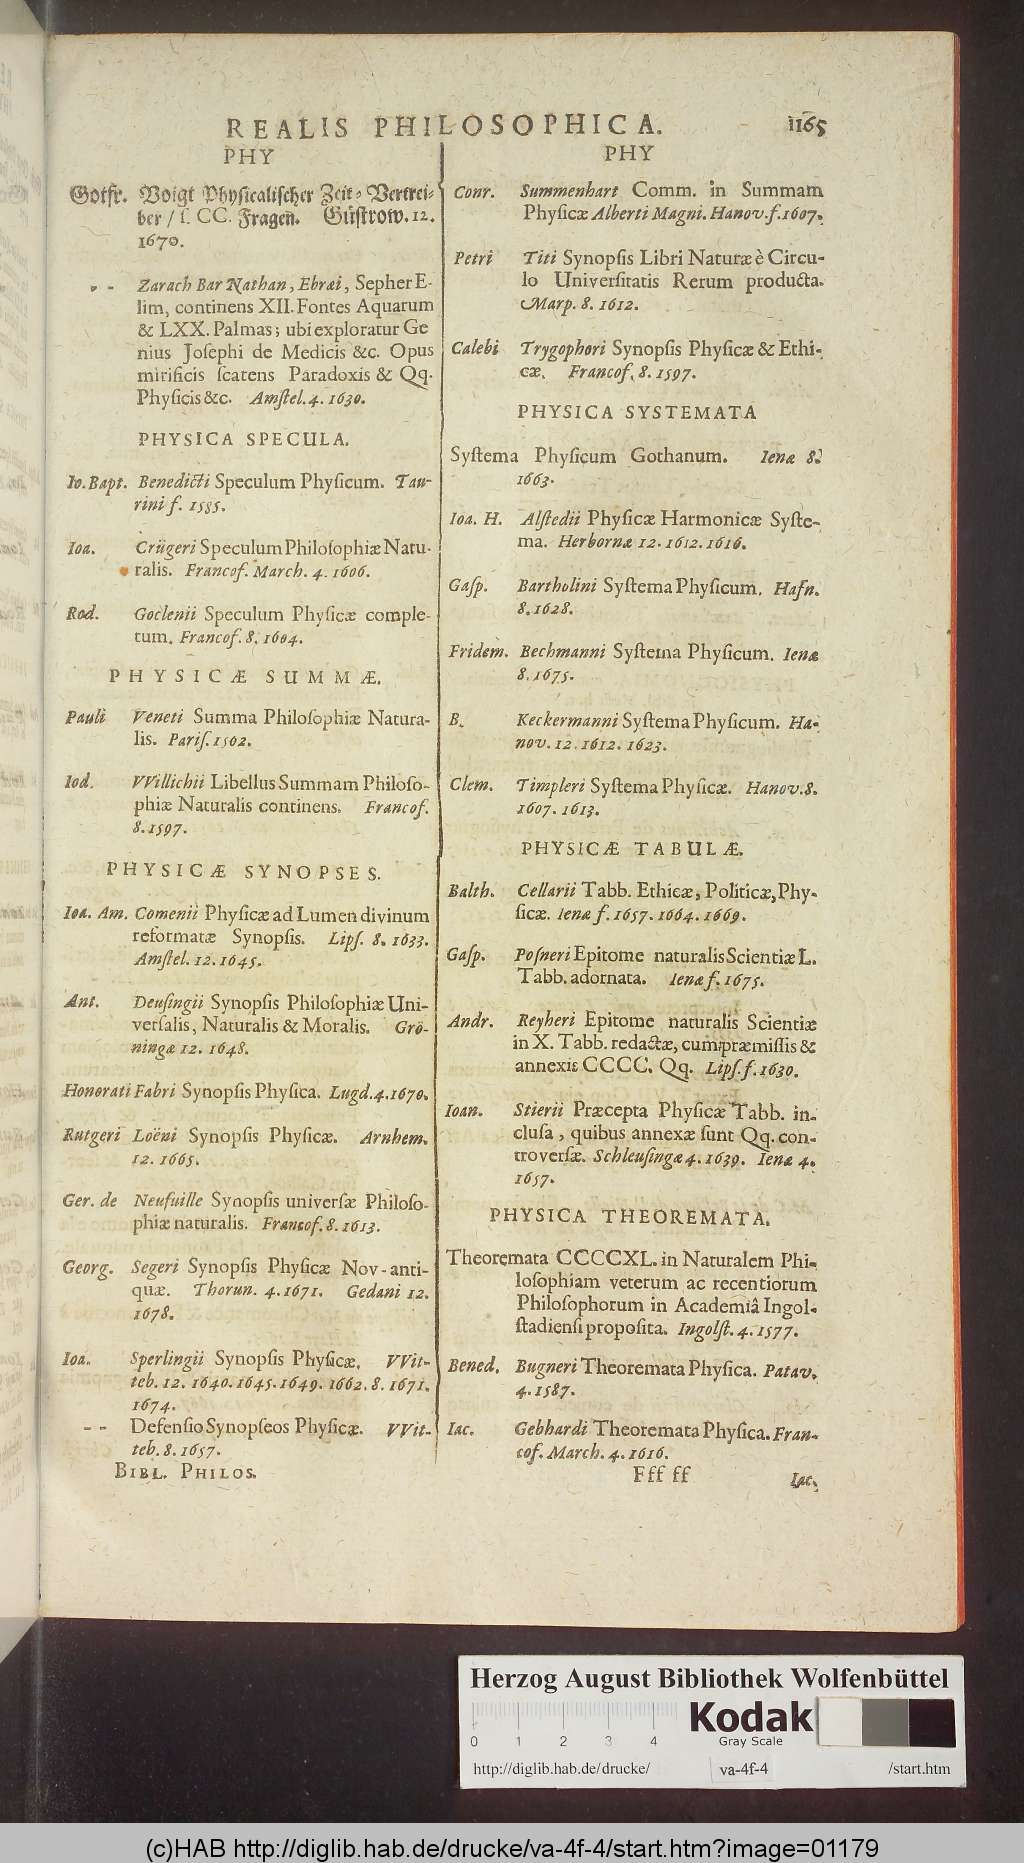 REALIS PHILOSOPHICA. 1165
PHY
Gotfr. Voigt Physicalischer Zeit-Vertrei-
ber / s. CC. Fragen. Güstrow. 12.
1670.
- - Zarach Bar Nathan, Ebræi, Sepher E-
lim, continens XII. Fontes Aquarum
& LXX. Palmas; ubi exploratur Ge
nius Josephi de Medicis &c. Opus
mirificis scatens Paradoxis & Qq.
Physicis &c. Amstel. 4. 1630.
PHYSICA SPECULA.
Io. Bapt. Benedicti Speculum Physicum. Tau-
rini f. 1585.
Ioa. Crügeri Speculum Philosophiæ Natu-
ralis. Francof. March. 4. 1606.
Rod. Goclenii Speculum Physicæ comple-
tum. Francof. 8. 1604.
PHYSICÆ SUMMÆ.
Pauli Veneti Summa Philosophiæ Natura-
lis. Paris. 1502.
Iod. VVillichii Libellus Summam Philoso-
phiæ Naturalis continens. Francof.
8. 1597.
PHYSICÆ SYNOPSES.
Ioa. Am. Comenii Physicæ ad Lumen divinum
reformatæ Synopsis. Lips. 8. 1633.
Amstel. 12. 1645.
Ant. Deusingii Synopsis Philosophiæ Uni-
versalis, Naturalis & Moralis. Grö-
ningæ 12. 1648.
Honorati Fabri Synopsis Physica. Lugd. 4. 1670.
Rutgeri Loëni Synopsis Physicæ. Arnhem.
12. 1665.
Ger. de Neufuille Synopsis universæ Philoso-
phiæ naturalis. Francof. 8. 1613.
Georg. Segeri Synopsis Physicæ Nov-anti-
quæ. Thorun. 4. 1671. Gedani 12.
1678.
Ioa. Sperlingii Synopsis Physicæ. VVit-
teb. 12. 1640. 1645. 1649. 1662. 8. 1671.
1674.
- - Defensio Synopseos Physicæ. VVit-
teb. 8. 1657.
BIBL. PHILOS.
PHY
Conr. Summenhart Comm. in Summam
Physicæ Alberti Magni. Hanov. f. 1607.
Petri Titi Synopsis Libri Naturæ è Circu-
lo Universitatis Rerum producta.
Marp. 8. 1612.
Calebi Trygophori Synopsis Physicæ & Ethi-
cæ. Francof. 8. 1597.
PHYSICA SYSTEMATA
Systema Physicum Gothanum. Ienæ 8.
1663.
Ioa. H. Alstedii Physicæ Harmonicæ Syste-
ma. Herbornæ 12. 1612. 1616.
Gasp. Bartholini Systema Physicum. Hafn.
8. 1628.
Fridem. Bechmanni Systema Physicum. Ienæ
8. 1675.
B. Keckermanni Systema Physicum. Ha-
nov. 12. 1612. 1623.
Clem. Timpleri Systema Physicæ. Hanov. 8.
1607. 1613.
PHYSICÆ TABULÆ.
Balth. Cellarii Tabb. Ethicæ, Politicæ, Phy-
sicæ. Ienæ f. 1657. 1664. 1669.
Gasp. Posneri Epitome naturalis Scientiæ L.
Tabb. adornata. Ienæ f. 1675.
Andr. Reyheri Epitome naturalis Scientiæ
in X. Tabb. redactæ, cum præmissis &
annexis CCCC. Qq. Lips. f. 1630.
Ioan. Stierii Præcepta Physicæ Tabb. in-
clusa, quibus annexæ sunt Qq. con-
troversæ. Schleusingæ 4. 1639. Ienæ 4.
1657.
PHYSICA THEOREMATA.
Theoremata CCCCXL. in Naturalem Phi-
losophiam veterum ac recentiorum
Philosophorum in Academiâ Ingol-
stadiensi proposita. Ingolst. 4. 1577.
Bened. Bugneri Theoremata Physica. Patav.
4. 1587.
Iac. Gebhardi Theoremata Physica. Fran-
cof. March. 4. 1616.
Fff ff
Iac.
Herzog August Bibliothek Wolfenbüttel
Kodak
0 1 2 3 4
Gray Scale
http://diglib.hab.de/drucke/ va-4f-4 /start.htm
(c)HAB http://diglib.hab.de/drucke/va-4f-4/start.htm?image=01179